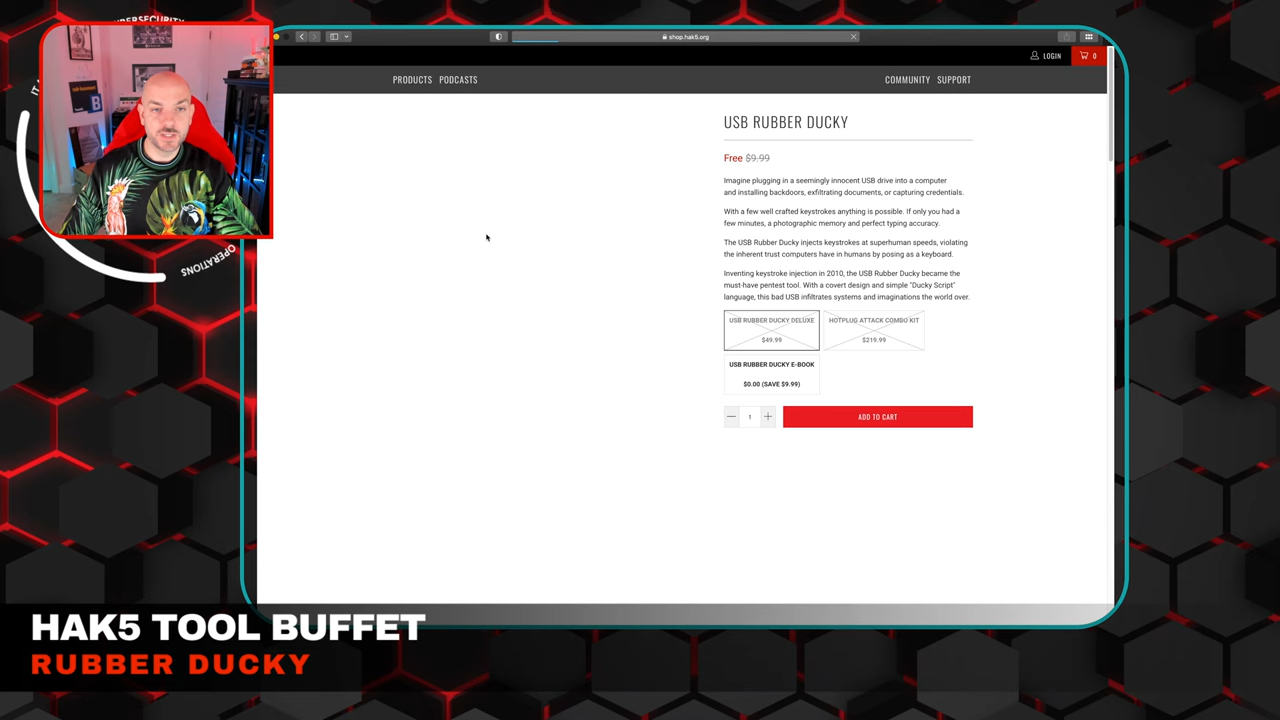 shop.hak5.org
LOGIN
0
PRODUCTS PODCASTS
COMMUNITY SUPPORT
USB RUBBER DUCKY
Free $9.99
Imagine plugging in a seemingly innocent USB drive into a computer
and installing backdoors, exfiltrating documents, or capturing credentials.
With a few well crafted keystrokes anything is possible. If only you had a
few minutes, a photographic memory and perfect typing accuracy.
The USB Rubber Ducky injects keystrokes at superhuman speeds, violating
the inherent trust computers have in humans by posing as a keyboard.
Inventing keystroke injection in 2010, the USB Rubber Ducky became the
must-have pentest tool. With a covert design and simple "Ducky Script"
language, this bad USB infiltrates systems and imaginations the world over.
USB RUBBER DUCKY DELUXE
$49.99
HOTPLUG ATTACK COMBO KIT
$219.99
USB RUBBER DUCKY E-BOOK
$0.00 (SAVE $9.99)
1
ADD TO CART
OPERATIONS
HAK5 TOOL BUFFET
RUBBER DUCKY